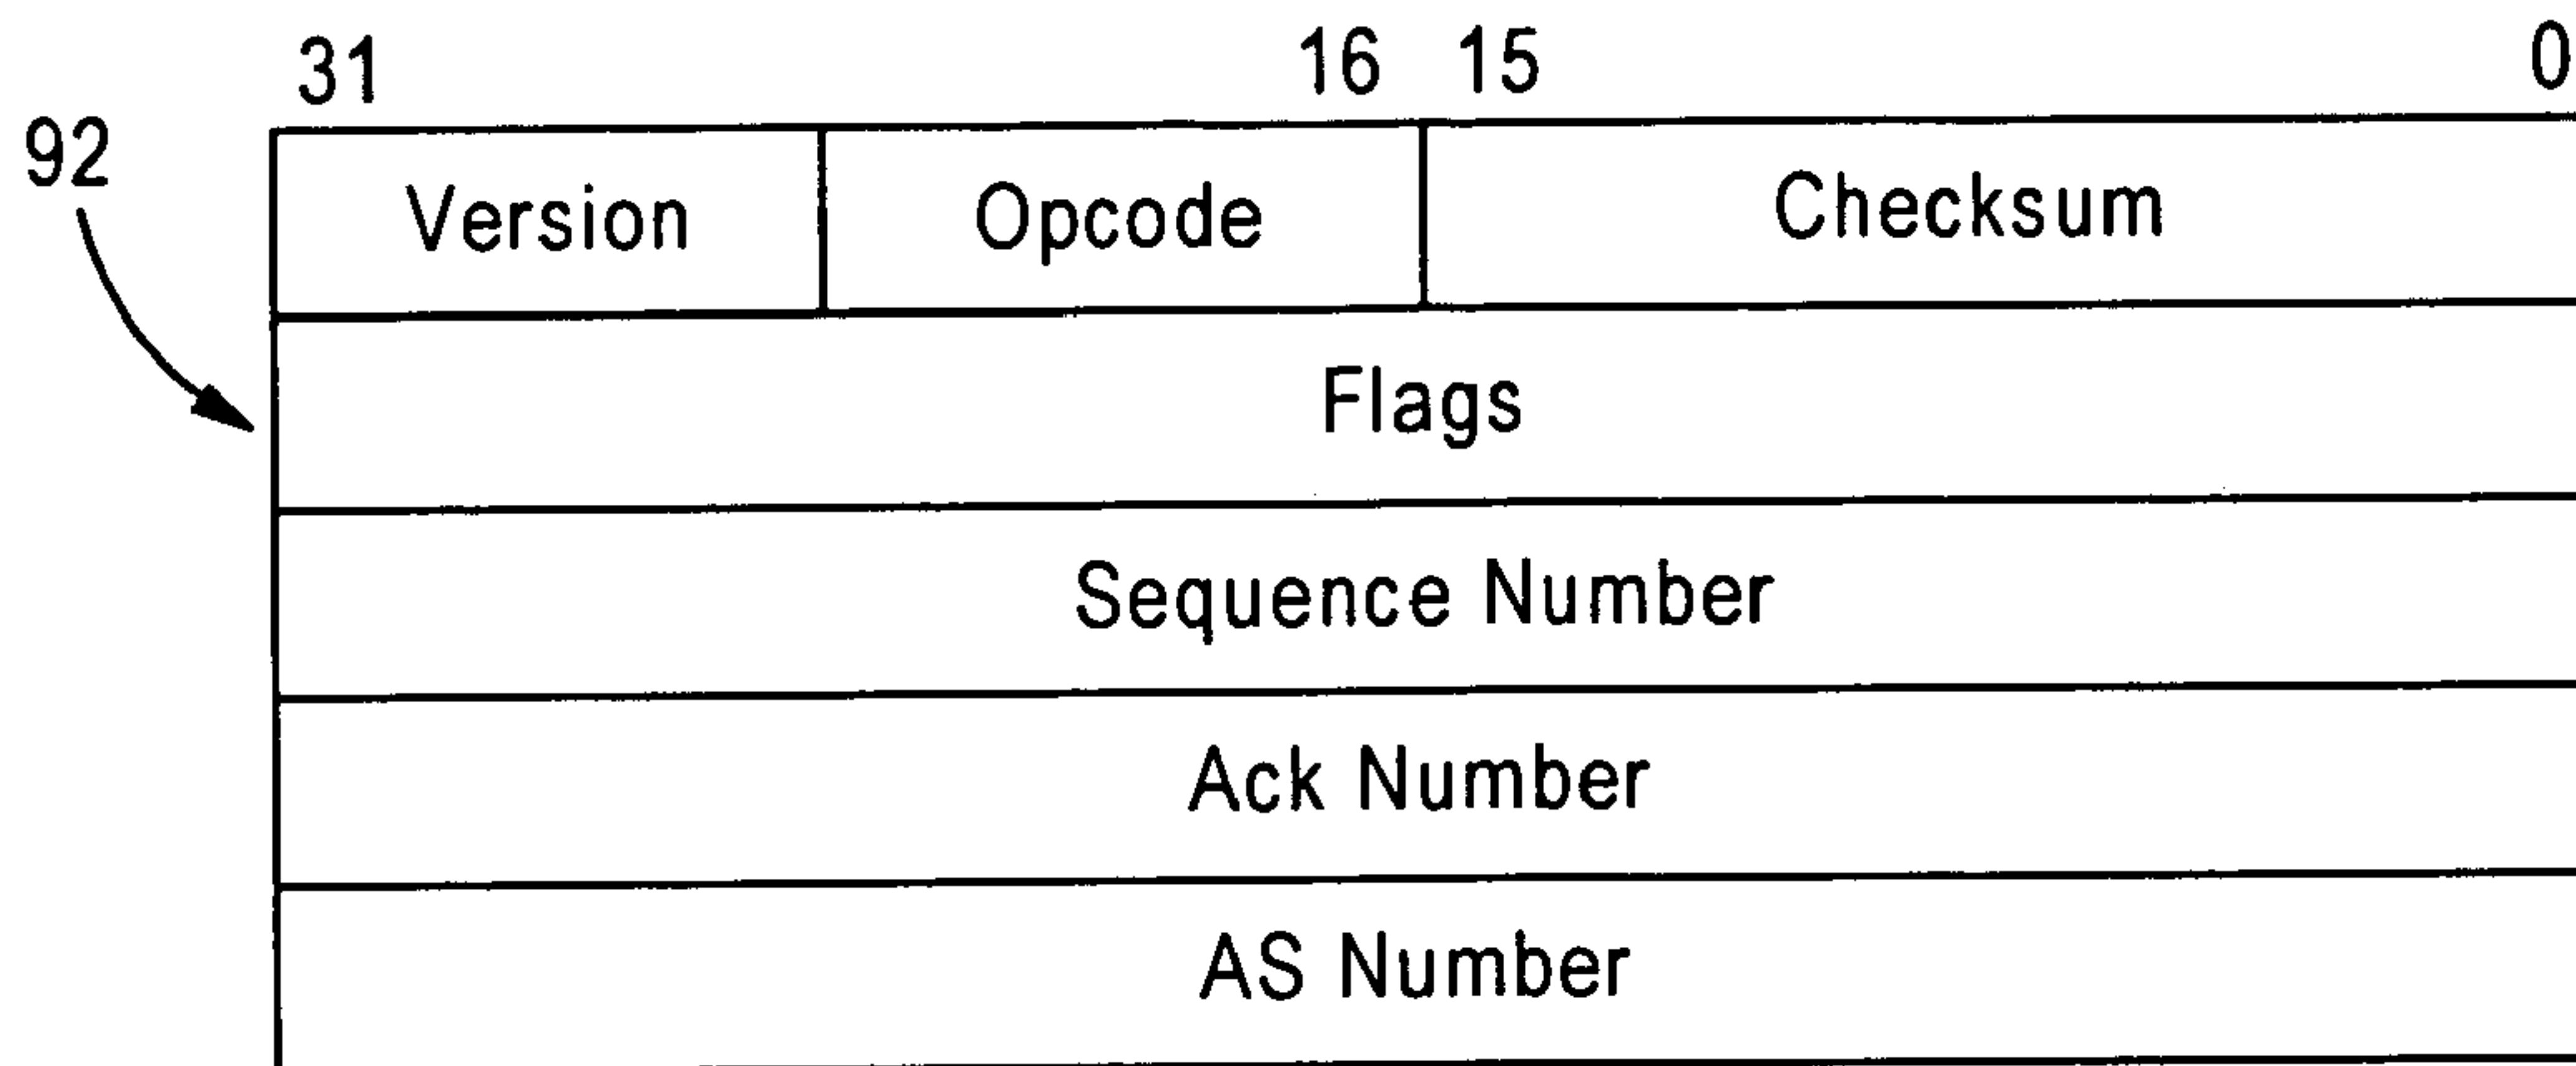 31 16 15 0
92
Version Opcode Checksum
Flags
Sequence Number
Ack Number
AS Number